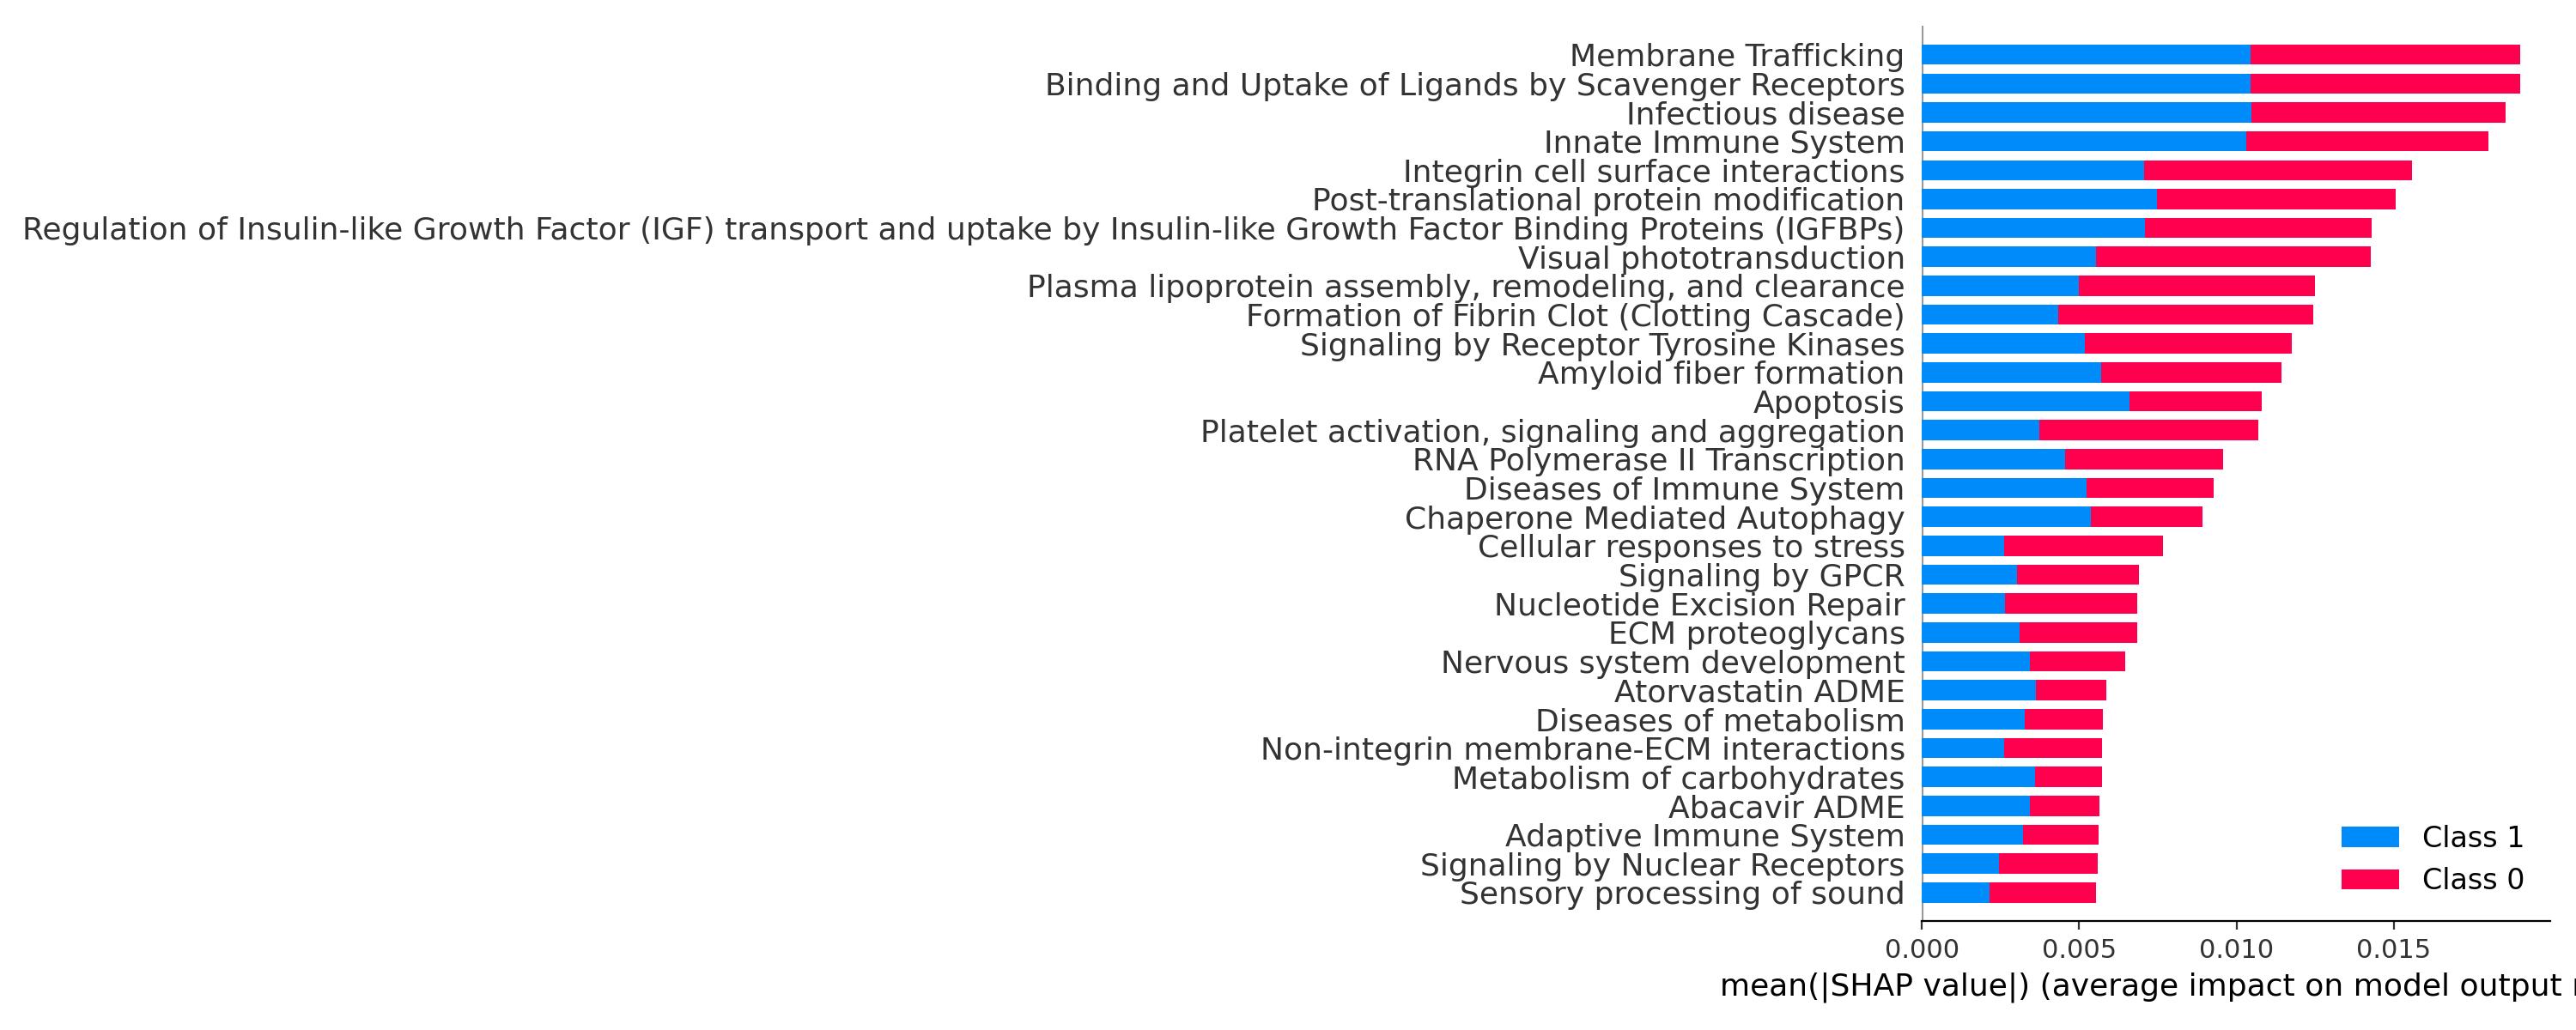 Membrane Trafficking
Binding and Uptake of Ligands by Scavenger Receptors
Infectious disease
Innate Immune System
Integrin cell surface interactions
Post-translational protein modification
Regulation of Insulin-like Growth Factor (IGF) transport and uptake by Insulin-like Growth Factor Binding Proteins (IGFBPs)
Visual phototransduction
Plasma lipoprotein assembly, remodeling, and clearance
Formation of Fibrin Clot (Clotting Cascade)
Signaling by Receptor Tyrosine Kinases
Amyloid fiber formation
Apoptosis
Platelet activation, signaling and aggregation
RNA Polymerase II Transcription
Diseases of Immune System
Chaperone Mediated Autophagy
Cellular responses to stress
Signaling by GPCR
Nucleotide Excision Repair
ECM proteoglycans
Nervous system development
Atorvastatin ADME
Diseases of metabolism
Non-integrin membrane-ECM interactions
Metabolism of carbohydrates
Abacavir ADME
Adaptive Immune System
Signaling by Nuclear Receptors
Sensory processing of sound
Class 1
Class 0
0.000 0.005 0.010 0.015
mean(|SHAP value|) (average impact on model output